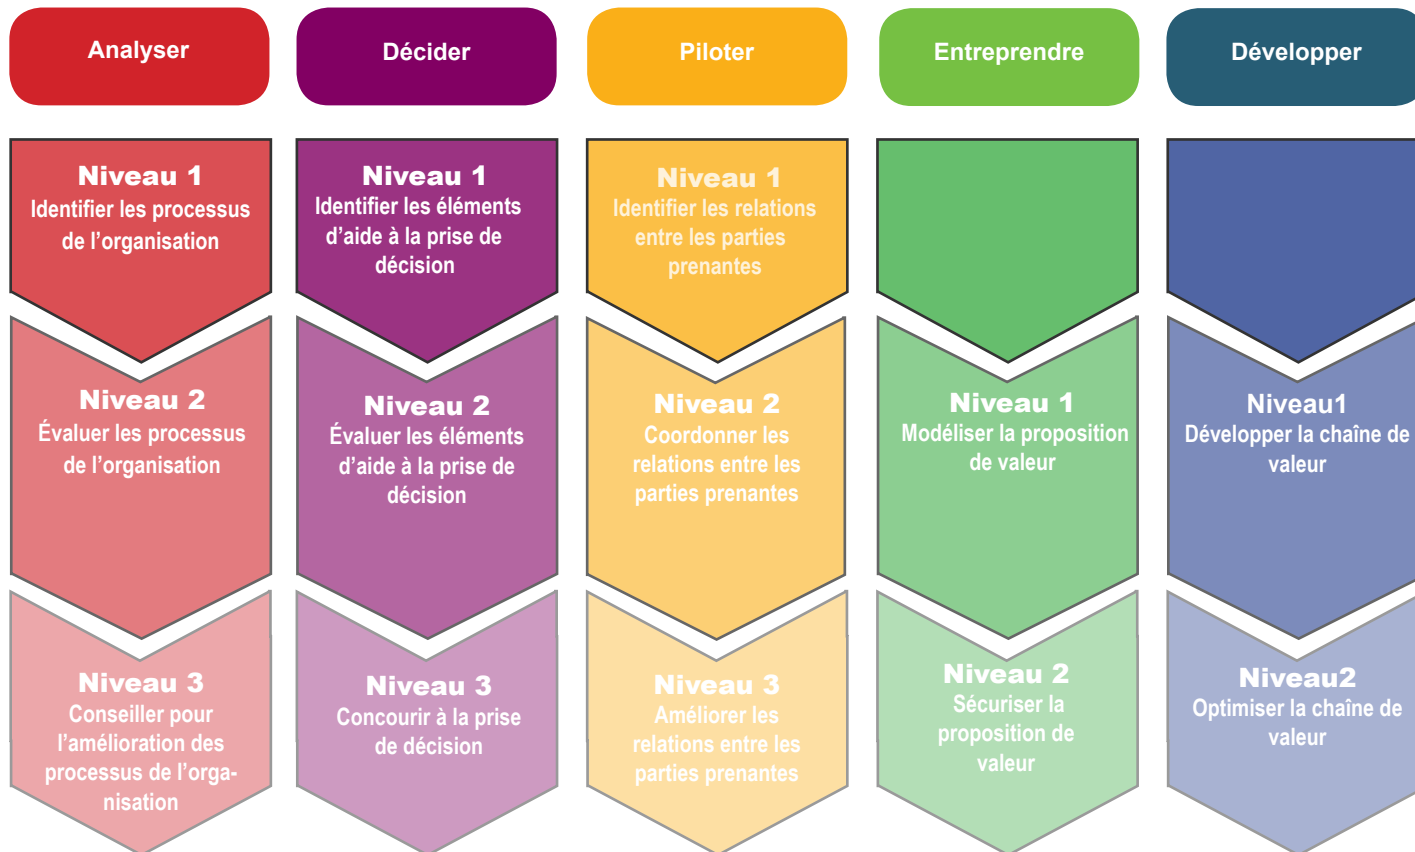 Analyser
Décider
Piloter
Entreprendre
Développer
Niveau 1
Identifier les processus
de l’organisation
Niveau 1
Identifier les éléments
d’aide à la prise de
décision
Niveau 1
Identifier les relations
entre les parties
prenantes
Niveau 2
Évaluer les processus
de l’organisation
Niveau 2
Évaluer les éléments
d’aide à la prise de
décision
Niveau 2
Coordonner les
relations entre les
parties prenantes
Niveau 1
Modéliser la proposition
de valeur
Niveau1
Développer la chaîne de
valeur
Niveau 3
Conseiller pour
l’amélioration des
processus de l’orga-
nisation
Niveau 3
Concourir à la prise
de décision
Niveau 3
Améliorer les
relations entre les
parties prenantes
Niveau 2
Sécuriser la
proposition de
valeur
Niveau2
Optimiser la chaîne de
valeur